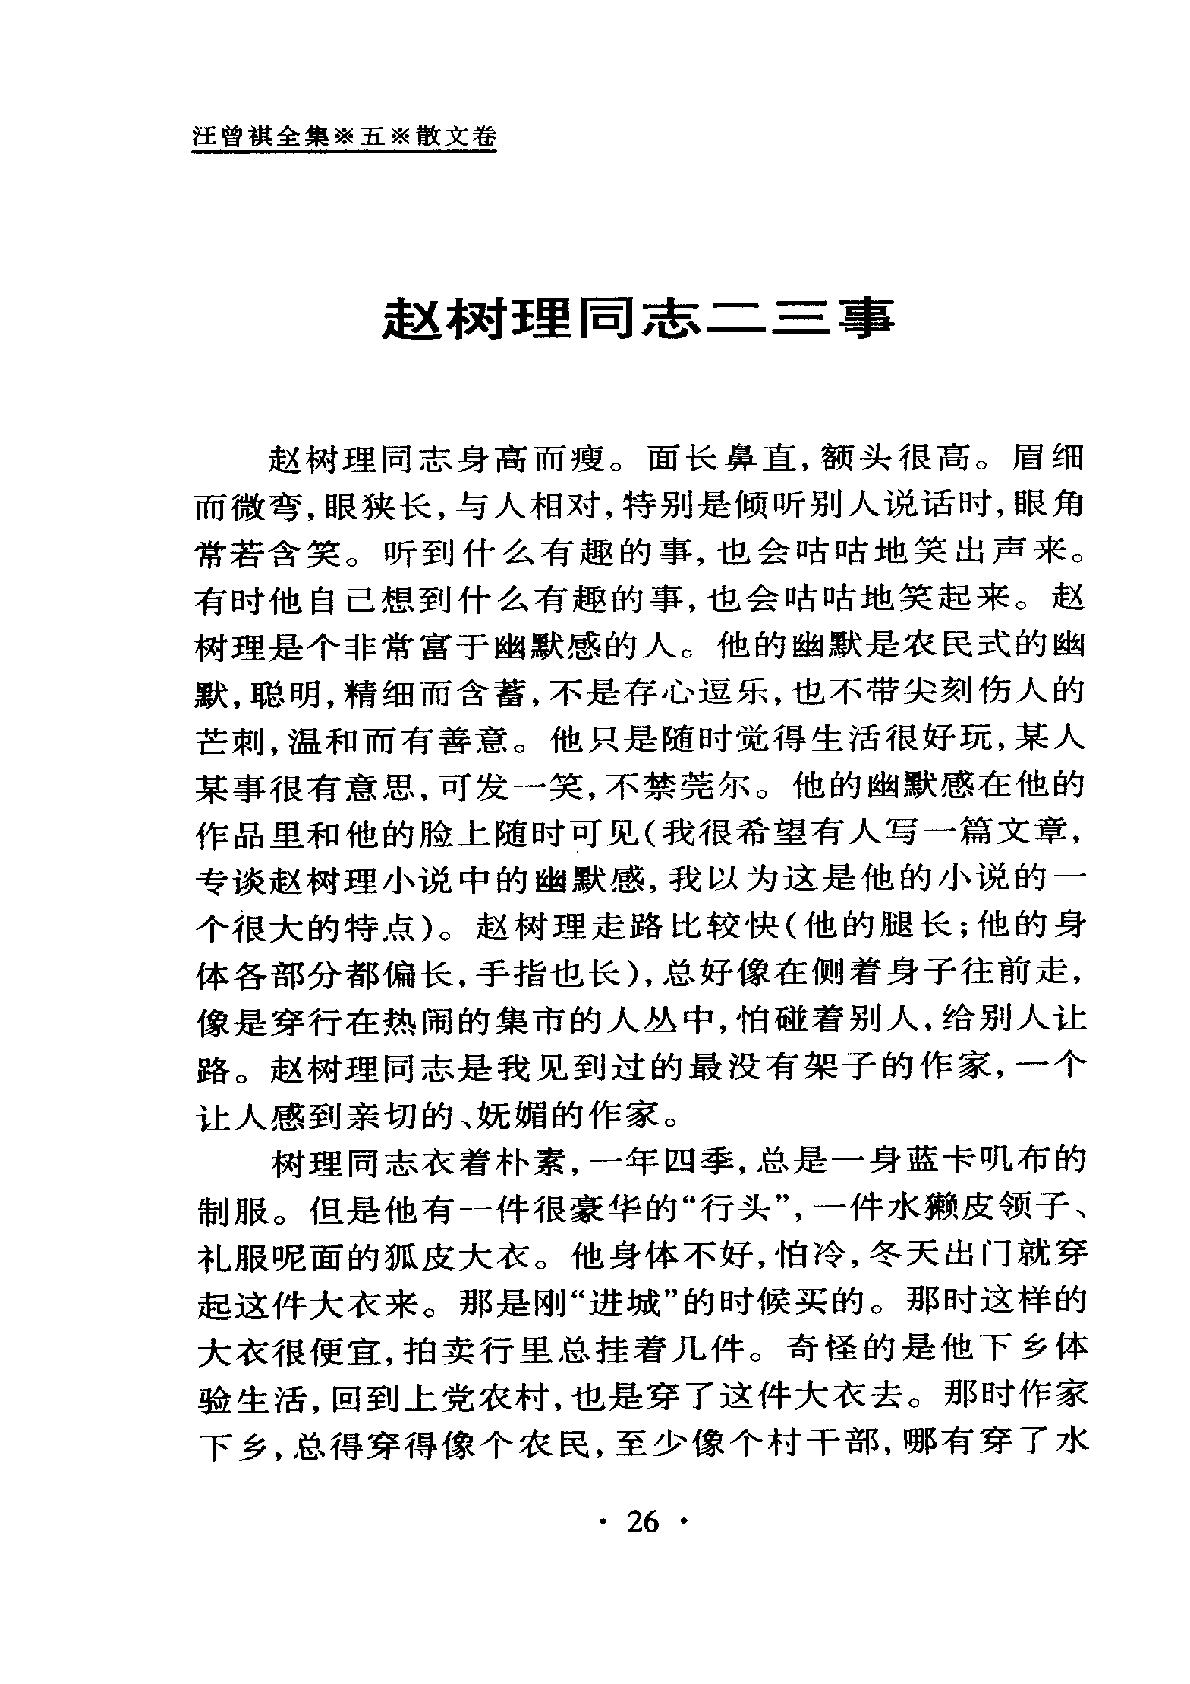 汪曾祺全集※五※散文卷
赵树理同志二三事
赵树理同志身高而瘦。面长鼻直,额头很高。眉细
而微弯,眼狭长,与人相对,特别是倾听别人说话时,眼角
常若含笑。听到什么有趣的事,也会咕咕地笑出声来。
有时他自己想到什么有趣的事,也会咕咕地笑起来。赵
树理是个非常富于幽默感的人。他的幽默是农民式的幽
默,聪明,精细而含蓄,不是存心逗乐,也不带尖刻伤人的
芒刺,温和而有善意。他只是随时觉得生活很好玩,某人
某事很有意思,可发一笑,不禁莞尔。他的幽默感在他的
作品里和他的脸上随时可见(我很希望有人写一篇文章,
专谈赵树理小说中的幽默感,我以为这是他的小说的一
个很大的特点)。赵树理走路比较快(他的腿长;他的身
体各部分都偏长,手指也长),总好像在侧着身子往前走,
像是穿行在热闹的集市的人丛中,怕碰着别人,给别人让
路。赵树理同志是我见到过的最没有架子的作家,一个
让人感到亲切的、妩媚的作家。
树理同志衣着朴素,一年四季,总是一身蓝卡叽布的
制服。但是他有一件很豪华的“行头”,一件水獭皮领子、
礼服呢面的狐皮大衣。他身体不好,怕冷,冬天出门就穿
起这件大衣来。那是刚“进城”的时候买的。那时这样的
大衣很便宜,拍卖行里总挂着几件。奇怪的是他下乡体
验生活,回到上党农村,也是穿了这件大衣去。那时作家
下乡,总得穿得像个农民,至少像个村干部,哪有穿了水
· 26 ·